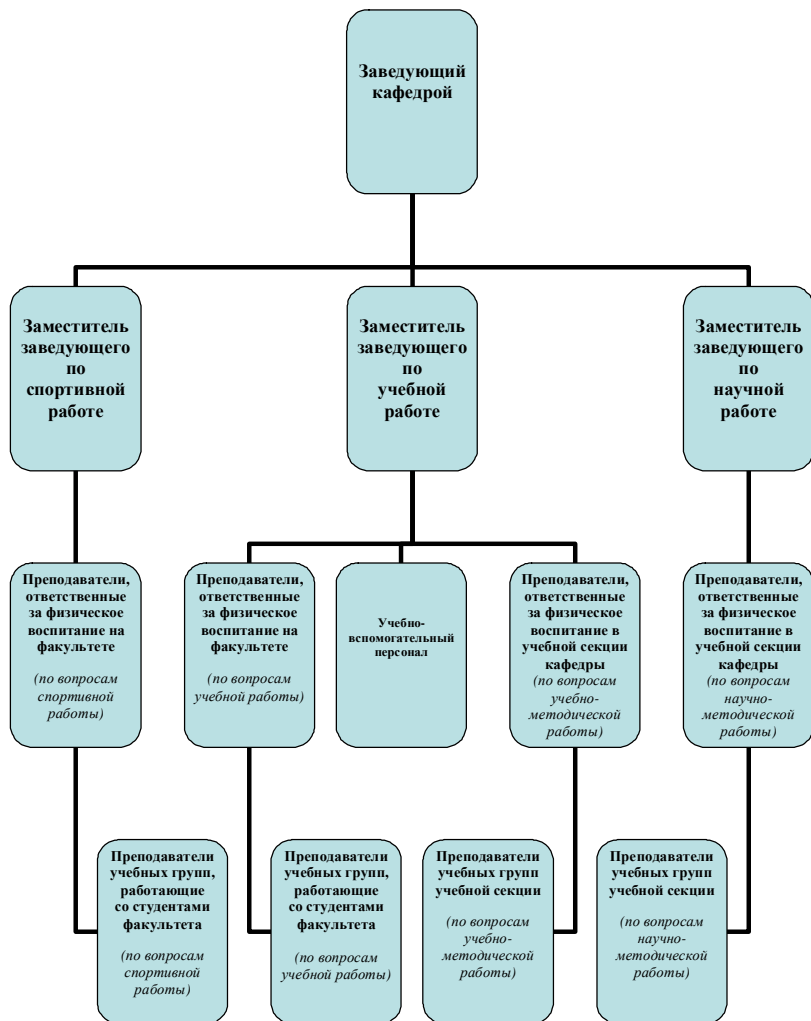 Заведующий
кафедрой
Заместитель
заведующего
по
спортивной
работе
Заместитель
заведующего
по
учебной
работе
Заместитель
заведующего
по
научной
работе
Преподаватели,
ответственные
за физическое
воспитание на
факультете
(по вопросам
спортивной
работы)
Преподаватели,
ответственные
за физическое
воспитание на
факультете
(по вопросам
учебной работы)
Учебно-
вспомогательный
персонал
Преподаватели,
ответственные
за физическое
воспитание в
учебной секции
кафедры
(по вопросам
учебно-
методической
работы)
Преподаватели,
ответственные
за физическое
воспитание в
учебной секции
кафедры
(по вопросам
научно-
методической
работы)
Преподаватели
учебных групп,
работающие
со студентами
факультета
(по вопросам
спортивной
работы)
Преподаватели
учебных групп,
работающие
со студентами
факультета
(по вопросам
учебной работы)
Преподаватели
учебных групп
учебной секции
(по вопросам
учебно-
методической
работы)
Преподаватели
учебных групп
учебной секции
(по вопросам
научно-
методической
работы)